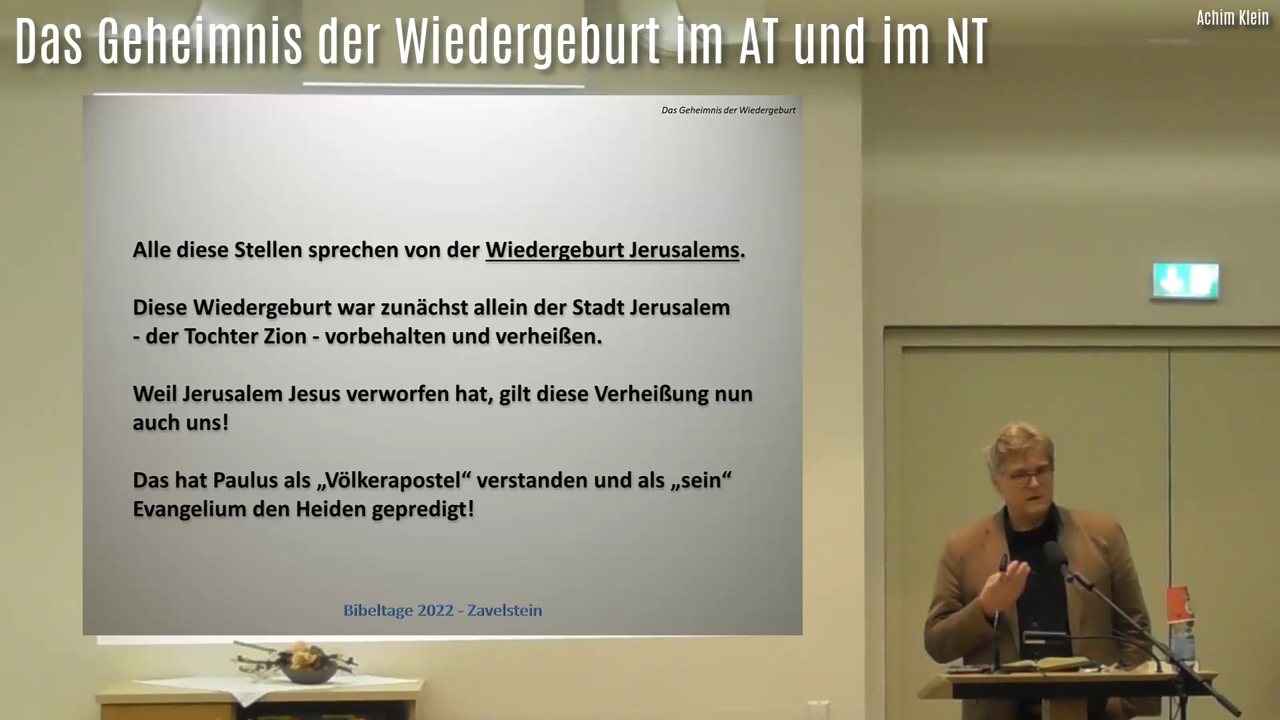 Das Geheimnis der Wiedergeburt im AT und im NT
Achim Klein
Das Geheimnis der Wiedergeburt
Alle diese Stellen sprechen von der Wiedergeburt Jerusalems.
Diese Wiedergeburt war zunächst allein der Stadt Jerusalem
- der Tochter Zion - vorbehalten und verheißen.
Weil Jerusalem Jesus verworfen hat, gilt diese Verheißung nun
auch uns!
Das hat Paulus als „Völkerapostel“ verstanden und als „sein“
Evangelium den Heiden gepredigt!
Bibeltage 2022 - Zavelstein